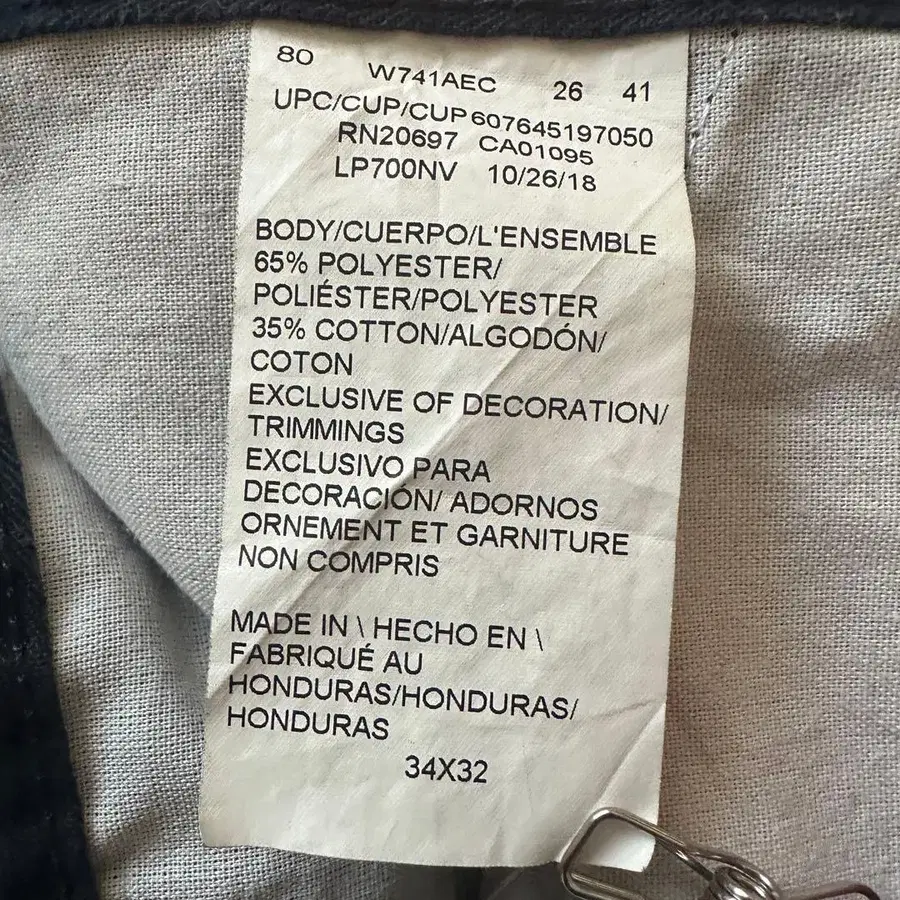 80 W741AEC 26 41
UPC/CUP/CUP 607645197050
RN20697 CA01095
LP700NV 10/26/18
BODY/CUERPO/L'ENSEMBLE
65% POLYESTER/
POLIÉSTER/POLYESTER
35% COTTON/ALGODÓN/
COTON
EXCLUSIVE OF DECORATION/
TRIMMINGS
EXCLUSIVO PARA
DECORACIÓN/ ADORNOS
ORNEMENT ET GARNITURE
NON COMPRIS
MADE IN \ HECHO EN \
FABRIQUÉ AU
HONDURAS/HONDURAS/
HONDURAS
34X32